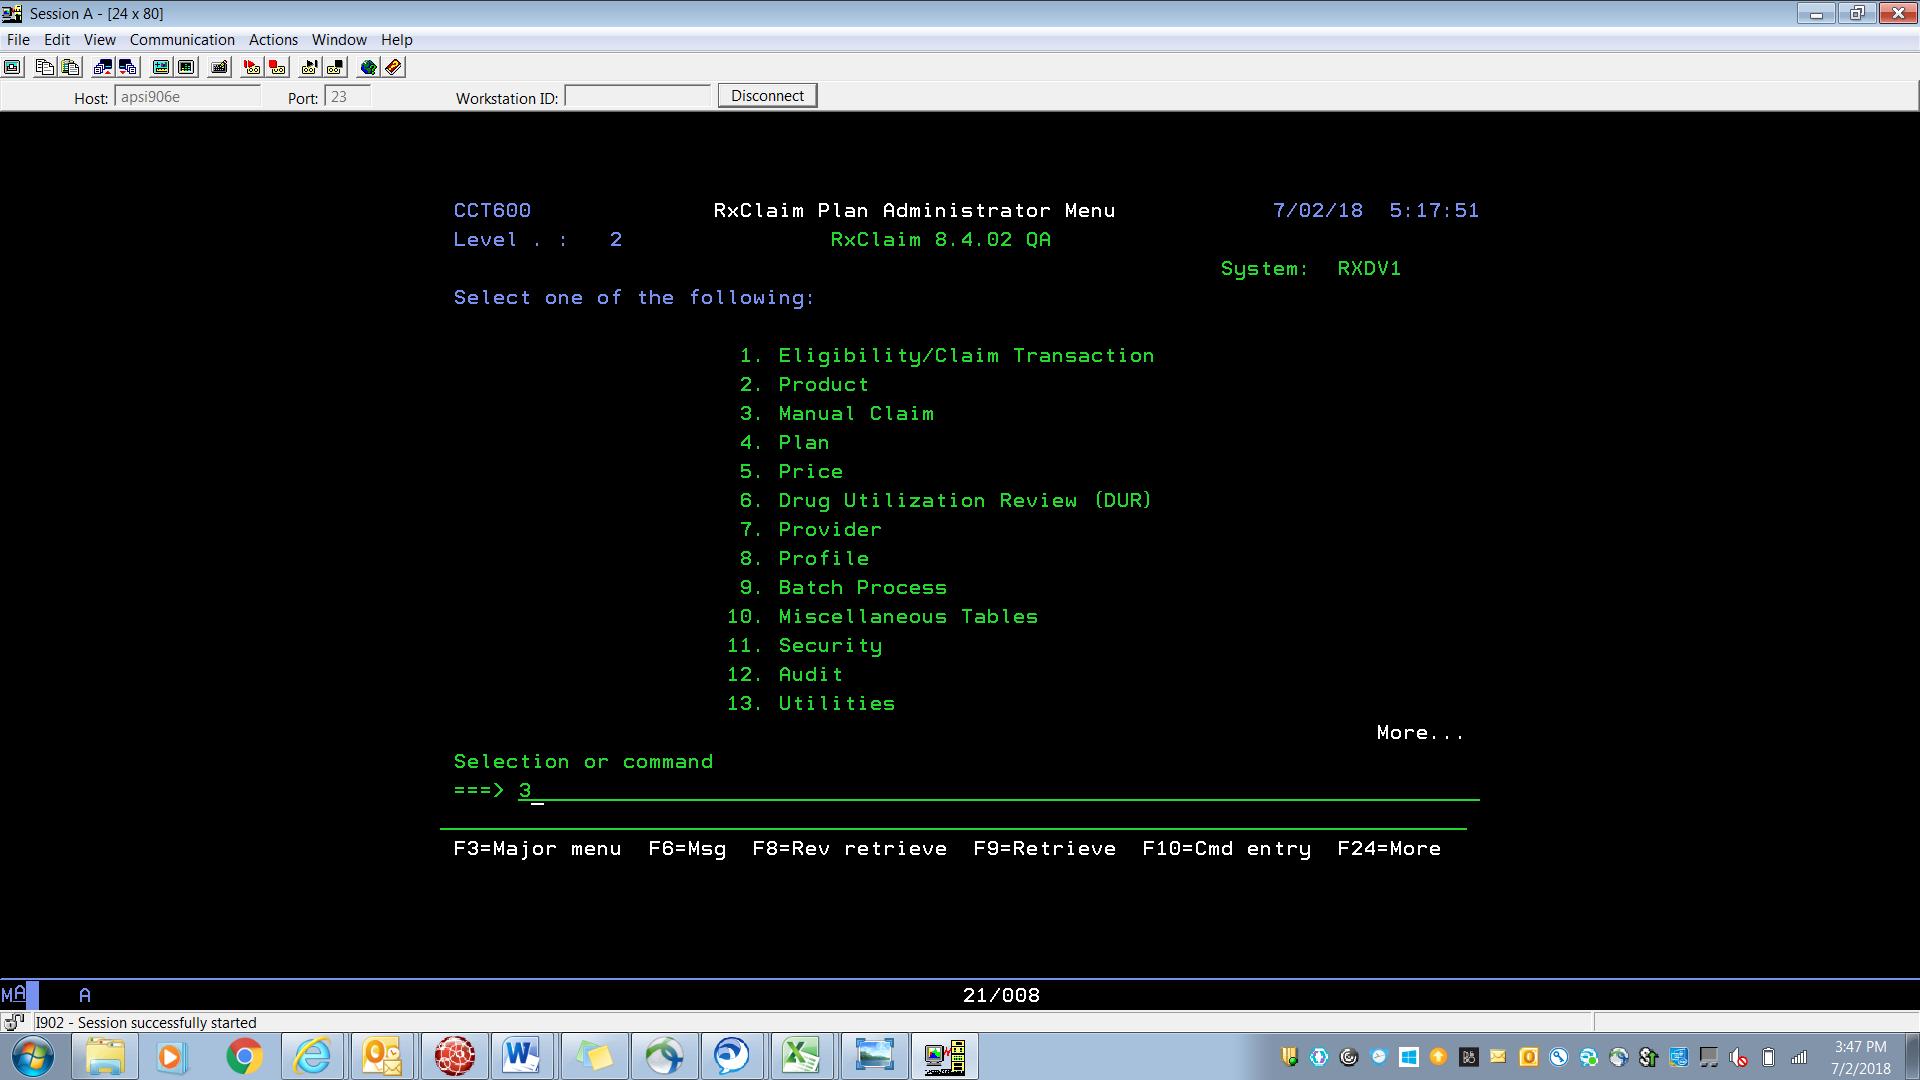 Session A - [24 x 80]
File Edit View Communication Actions Window Help
Host: apsi906e Port: 23 Workstation ID: Disconnect
CCT600 RxClaim Plan Administrator Menu 7/02/18 5:17:51
Level . : 2 RxClaim 8.4.02 QA
System: RXDV1
Select one of the following:
1. Eligibility/Claim Transaction
2. Product
3. Manual Claim
4. Plan
5. Price
6. Drug Utilization Review (DUR)
7. Provider
8. Profile
9. Batch Process
10. Miscellaneous Tables
11. Security
12. Audit
13. Utilities
More...
Selection or command
===> 3_
F3=Major menu F6=Msg F8=Rev retrieve F9=Retrieve F10=Cmd entry F24=More
MA A 21/008
I902 - Session successfully started
3:47 PM
7/2/2018